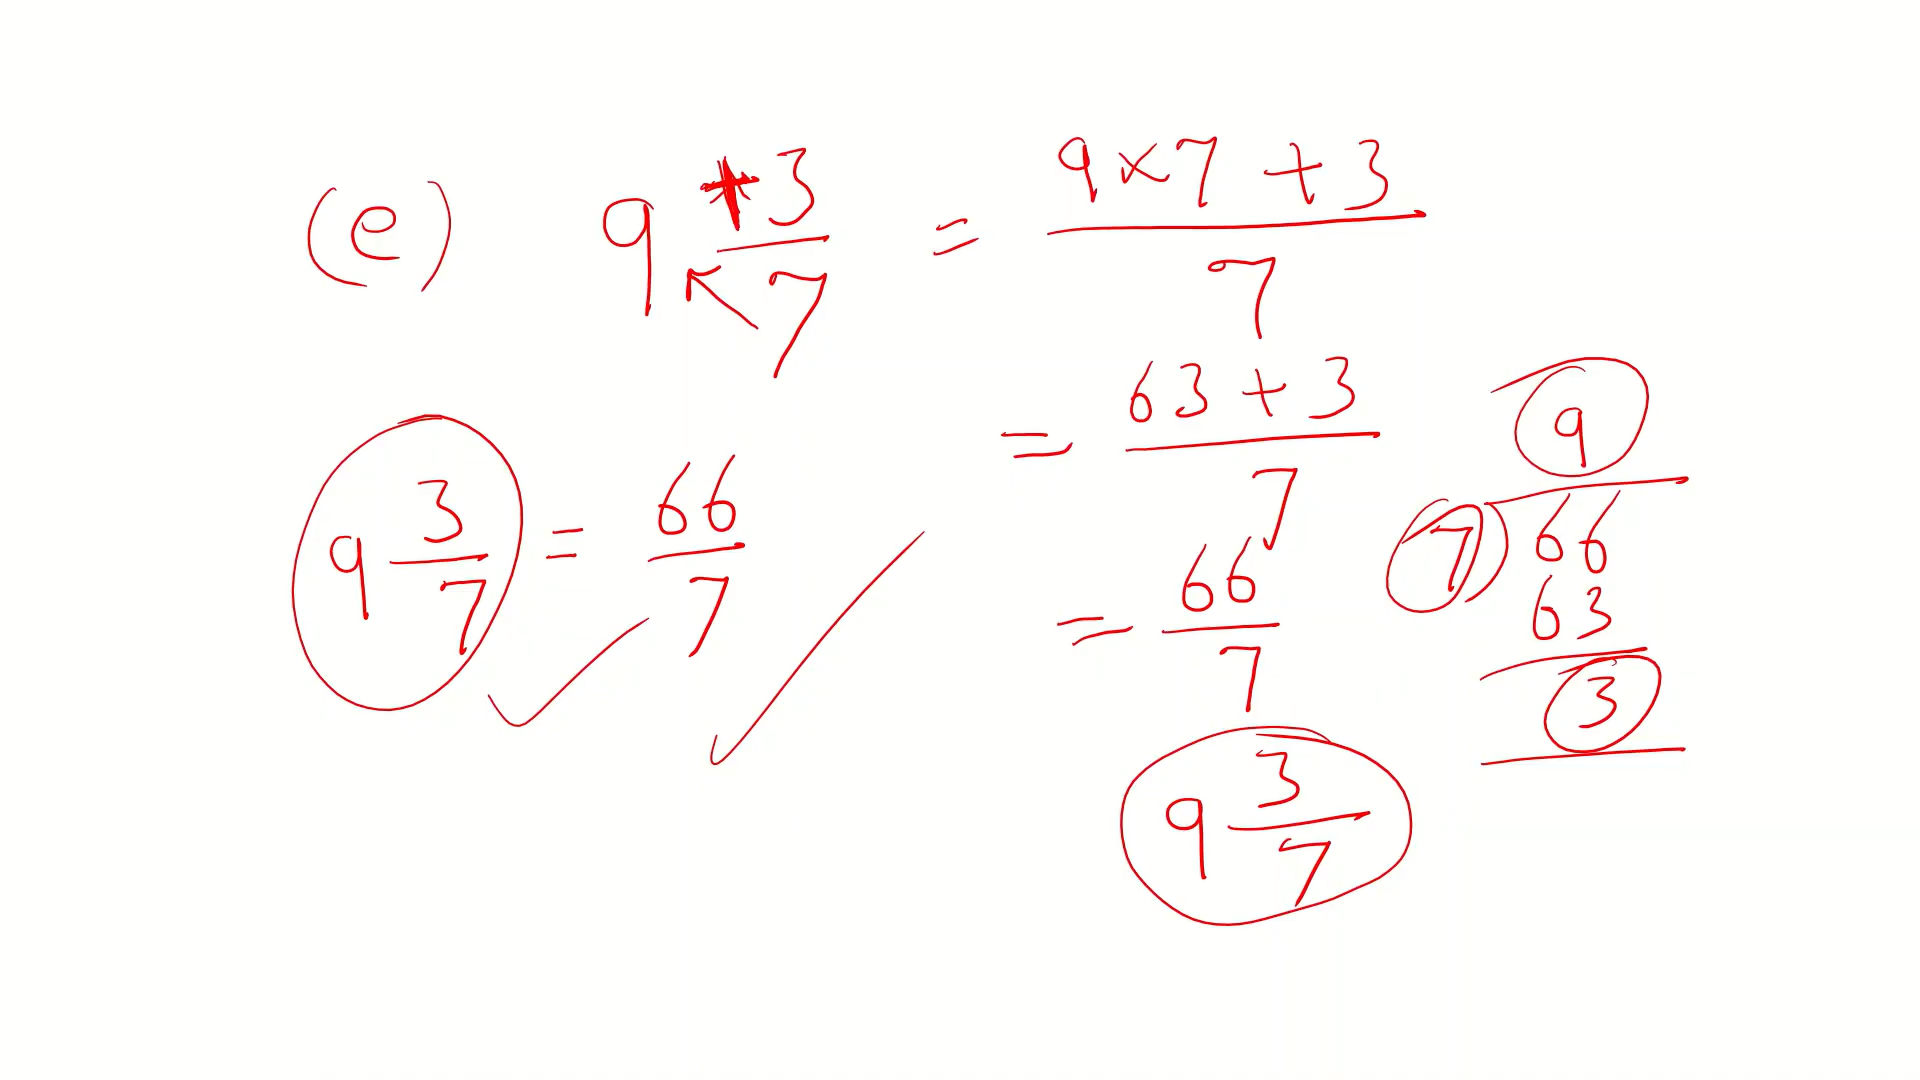 (e) 9 + 3/7 = (9 × 7 + 3)/7
= (63 + 3)/7
= 66/7
9 3/7
9 3/7 = 66/7
9
7 66
63
3